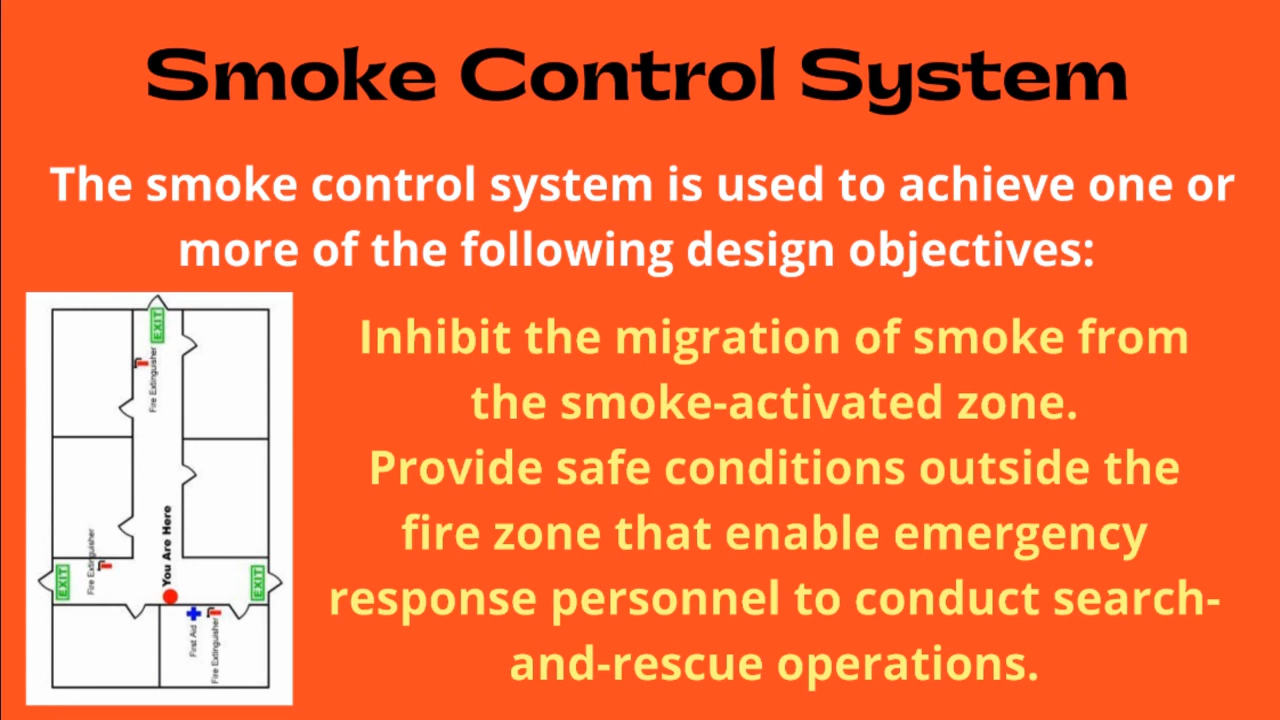 Smoke Control System
The smoke control system is used to achieve one or
more of the following design objectives:
Inhibit the migration of smoke from
the smoke-activated zone.
Provide safe conditions outside the
fire zone that enable emergency
response personnel to conduct search-
and-rescue operations.
EXIT
Fire Extinguisher
You Are Here
Fire Extinguisher
EXIT
EXIT
First Aid
Fire Extinguisher